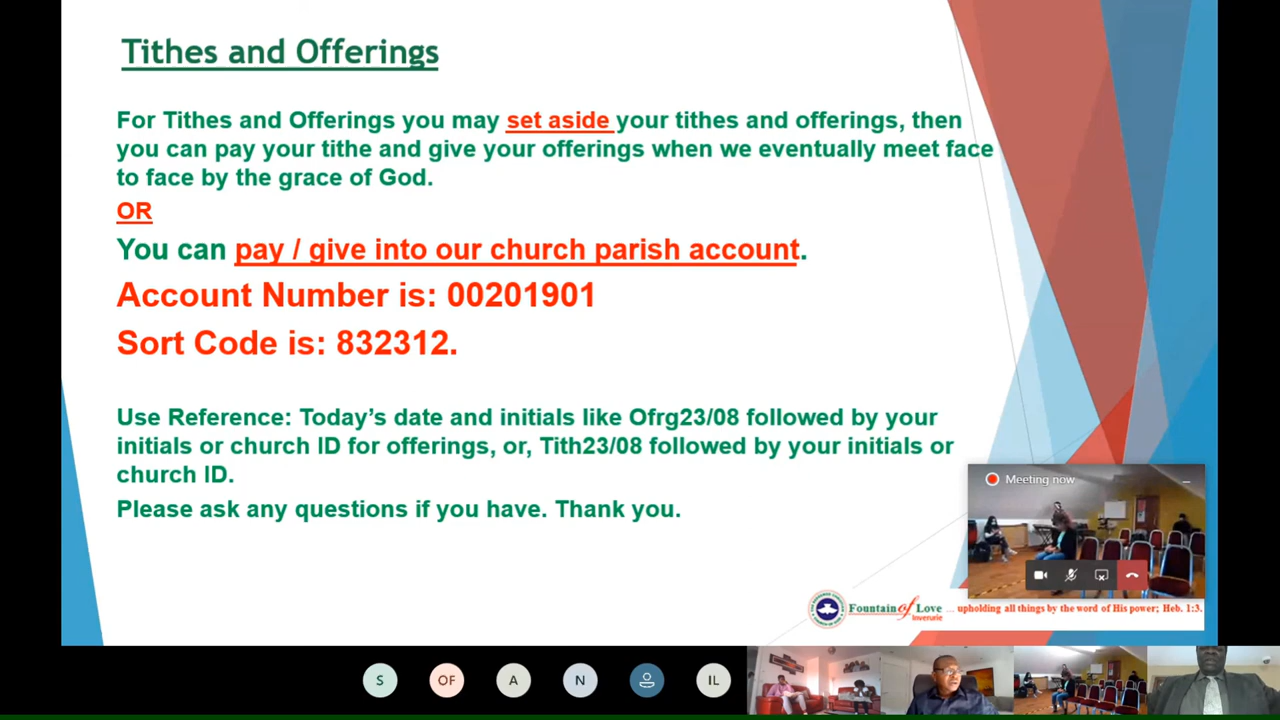 Tithes and Offerings
For Tithes and Offerings you may set aside your tithes and offerings, then
you can pay your tithe and give your offerings when we eventually meet face
to face by the grace of God.
OR
You can pay / give into our church parish account.
Account Number is: 00201901
Sort Code is: 832312.
Use Reference: Today's date and initials like Ofrg23/08 followed by your
initials or church ID for offerings, or, Tith23/08 followed by your initials or
church ID.
Please ask any questions if you have. Thank you.
Meeting now
Fountain of Love
Inverurie
... upholding all things by the word of His power; Heb. 1:3.
S
OF
A
N
IL